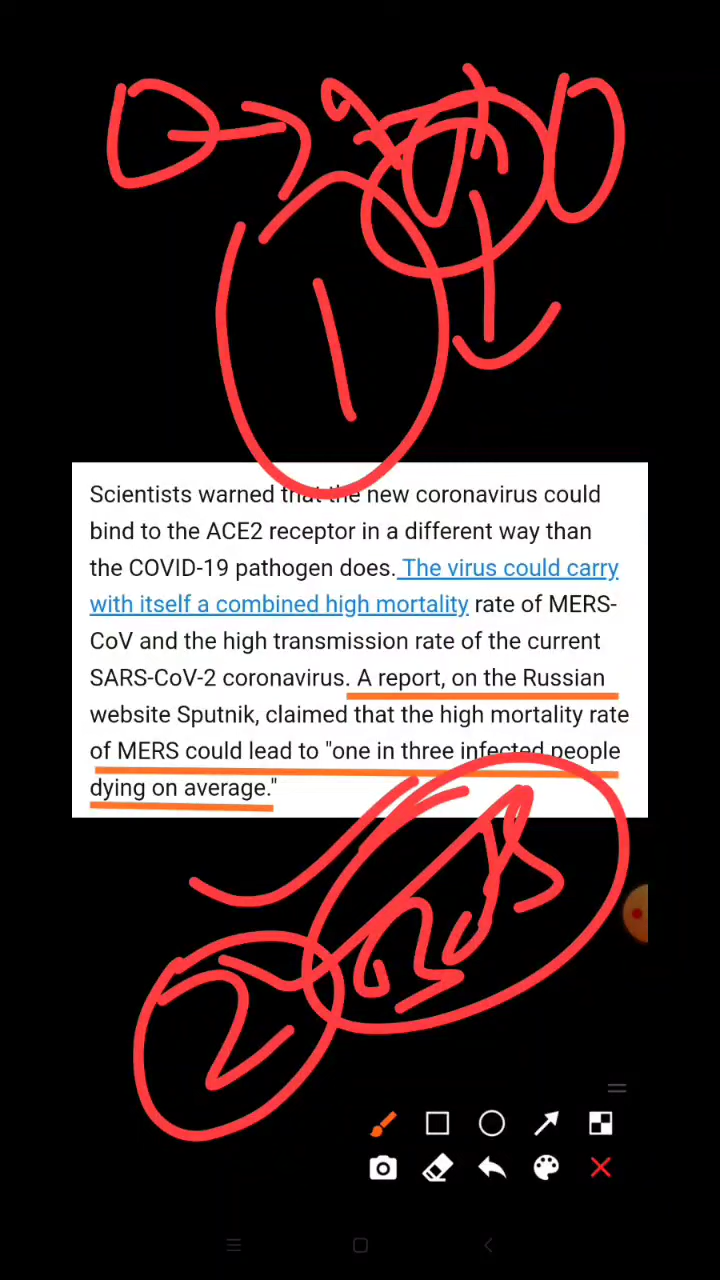 1
Scientists warned that the new coronavirus could
bind to the ACE2 receptor in a different way than
the COVID-19 pathogen does. The virus could carry
with itself a combined high mortality rate of MERS-
CoV and the high transmission rate of the current
SARS-CoV-2 coronavirus. A report, on the Russian
website Sputnik, claimed that the high mortality rate
of MERS could lead to "one in three infected people
dying on average."
2